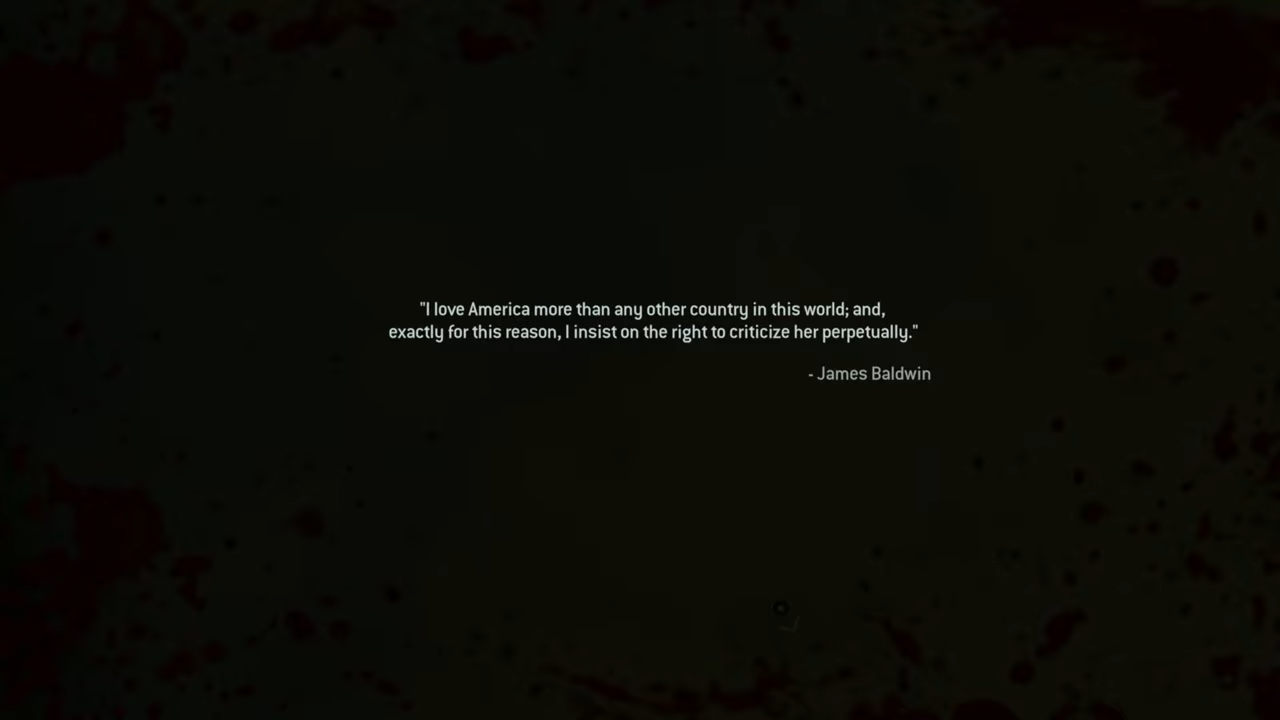 "I love America more than any other country in this world; and,
exactly for this reason, I insist on the right to criticize her perpetually."
- James Baldwin